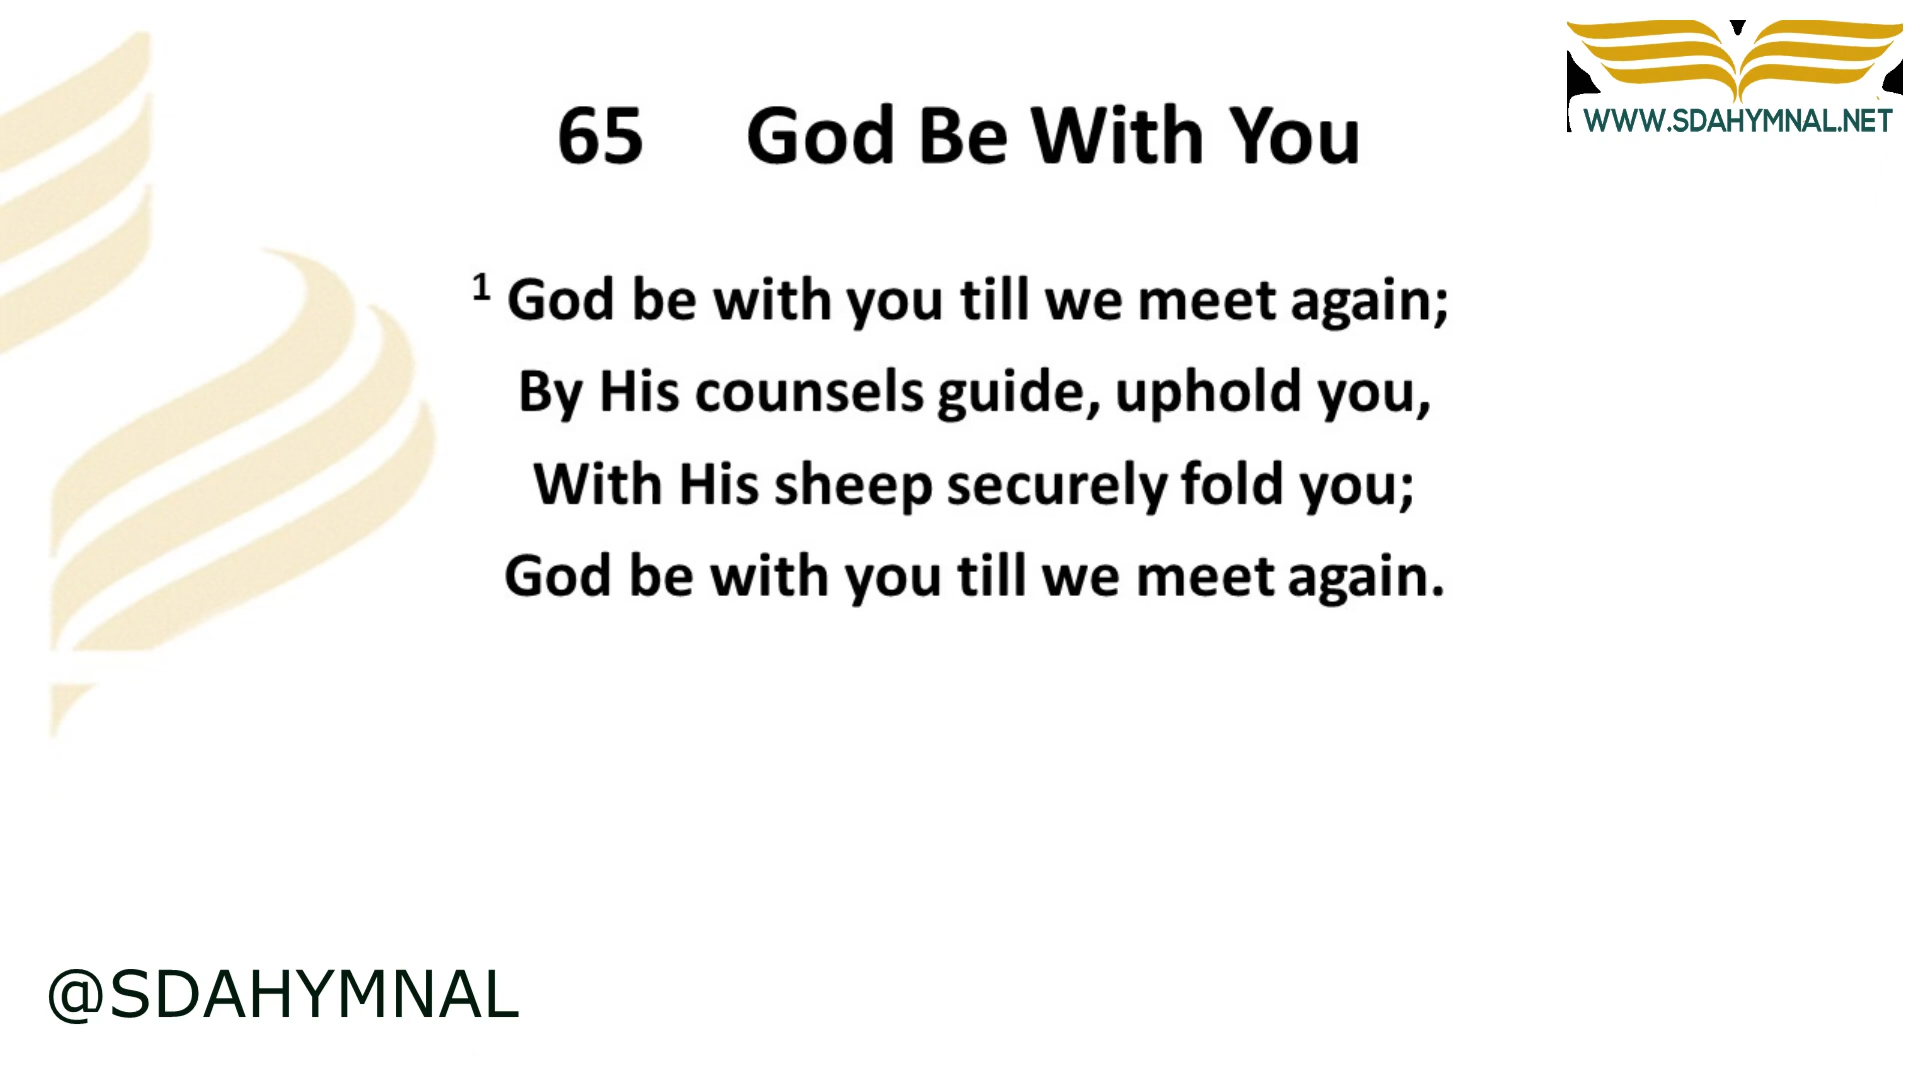 WWW.SDAHYMNAL.NET
65 God Be With You
1 God be with you till we meet again;
By His counsels guide, uphold you,
With His sheep securely fold you;
God be with you till we meet again.
@SDAHYMNAL